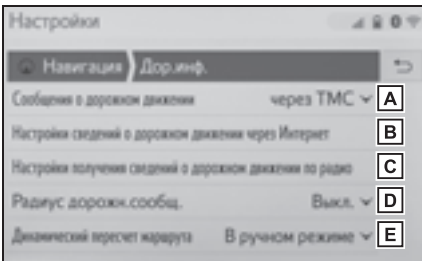 Настройки
Навигация Дор.инф.
Сообщения о дорожном движении через TMC A
Настройки сведений о дорожном движении через Интернет B
Настройки получения сведений о дорожном движении по радио C
Радиус дорожн.сообщ. Выкл. D
Динамический пересчет маршрута В ручном режиме E